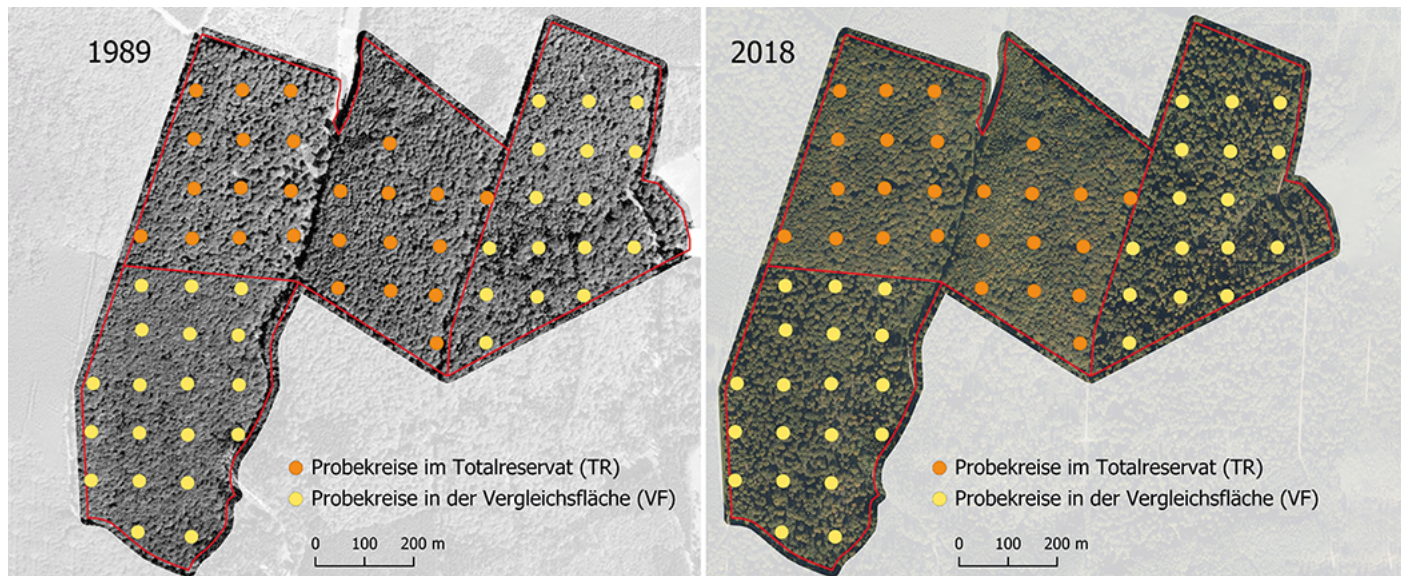 1989
Probekreise im Totalreservat (TR)
Probekreise in der Vergleichsfläche (VF)
0 100 200 m
2018
Probekreise im Totalreservat (TR)
Probekreise in der Vergleichsfläche (VF)
0 100 200 m